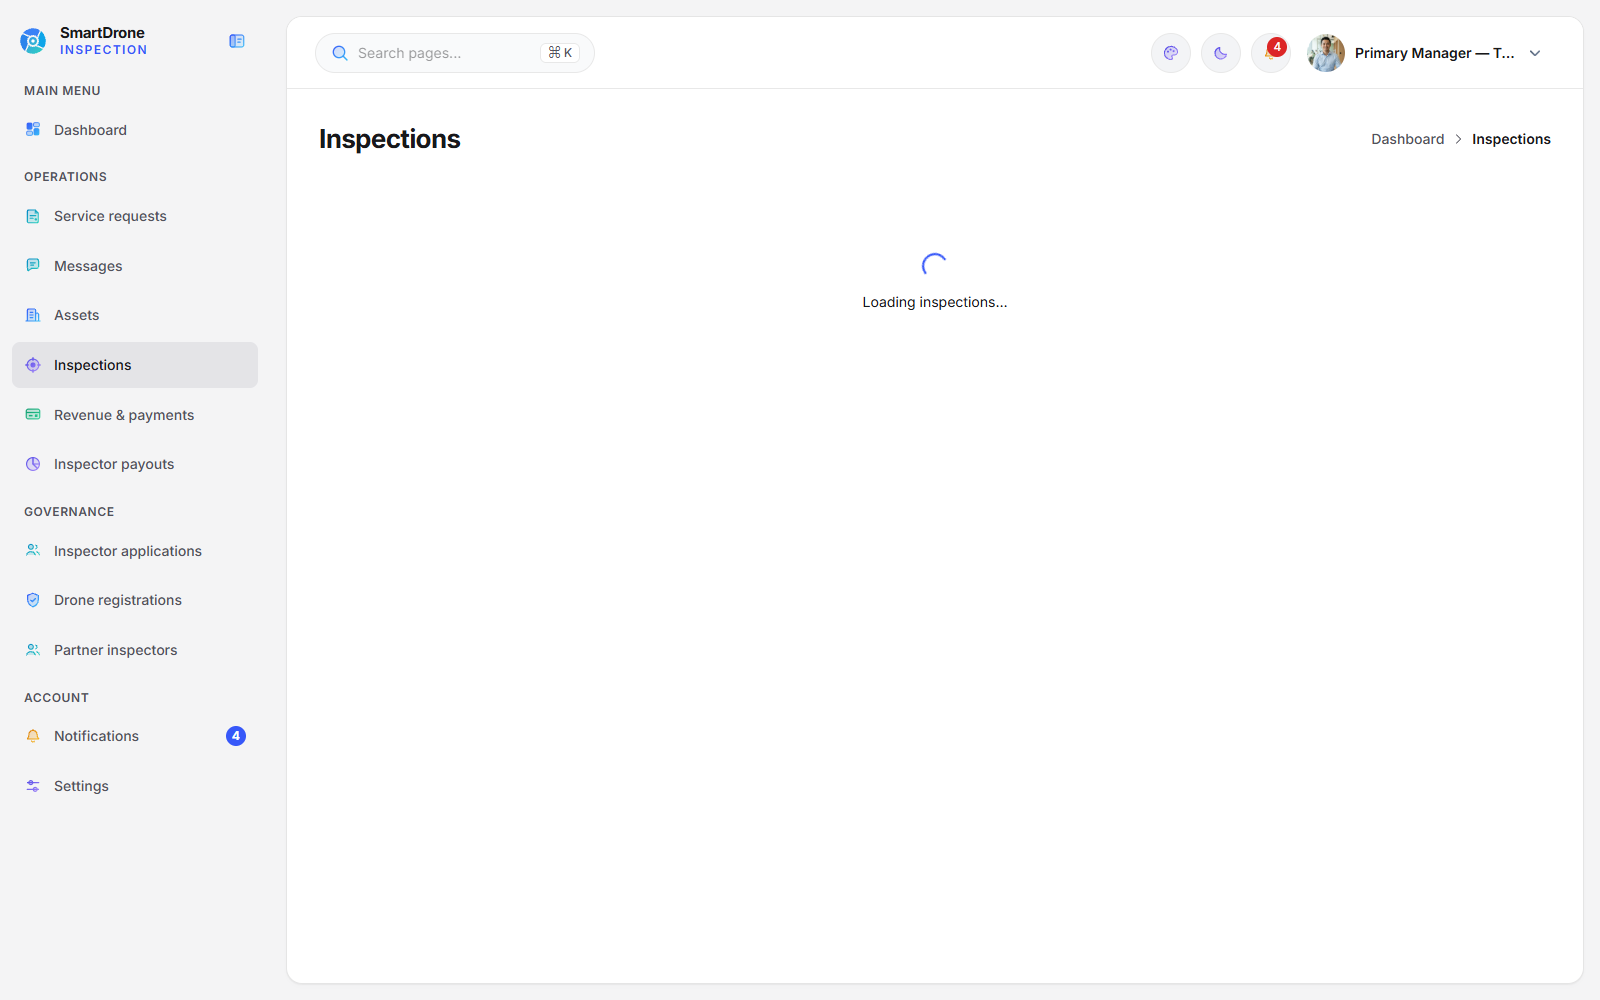 SmartDrone
INSPECTION
MAIN MENU
Dashboard
OPERATIONS
Service requests
Messages
Assets
Inspections
Revenue & payments
Inspector payouts
GOVERNANCE
Inspector applications
Drone registrations
Partner inspectors
ACCOUNT
Notifications 4
Settings
Search pages... ⌘ K
4
Primary Manager — T...
Inspections
Dashboard > Inspections
Loading inspections...